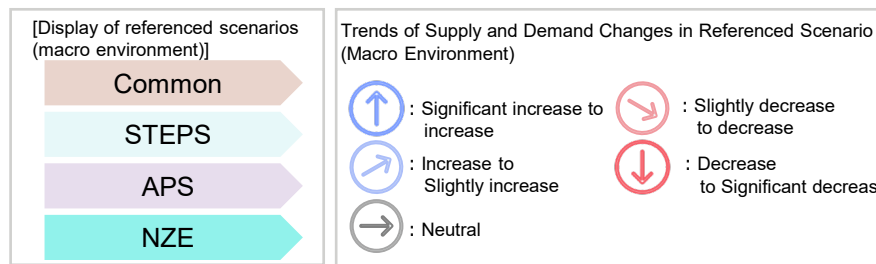 [Display of referenced scenarios
(macro environment)]
Common
STEPS
APS
NZE
Trends of Supply and Demand Changes in Referenced Scenario
(Macro Environment)
: Significant increase to
increase
: Increase to
Slightly increase
: Neutral
: Slightly decrease
to decrease
: Decrease
to Significant decreas